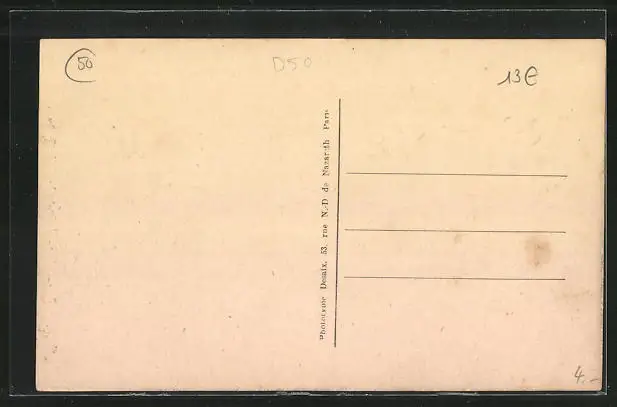 50
D50
13€
Phototypie Desaix, 53, rue N.-D de Nazareth Paris
4.-